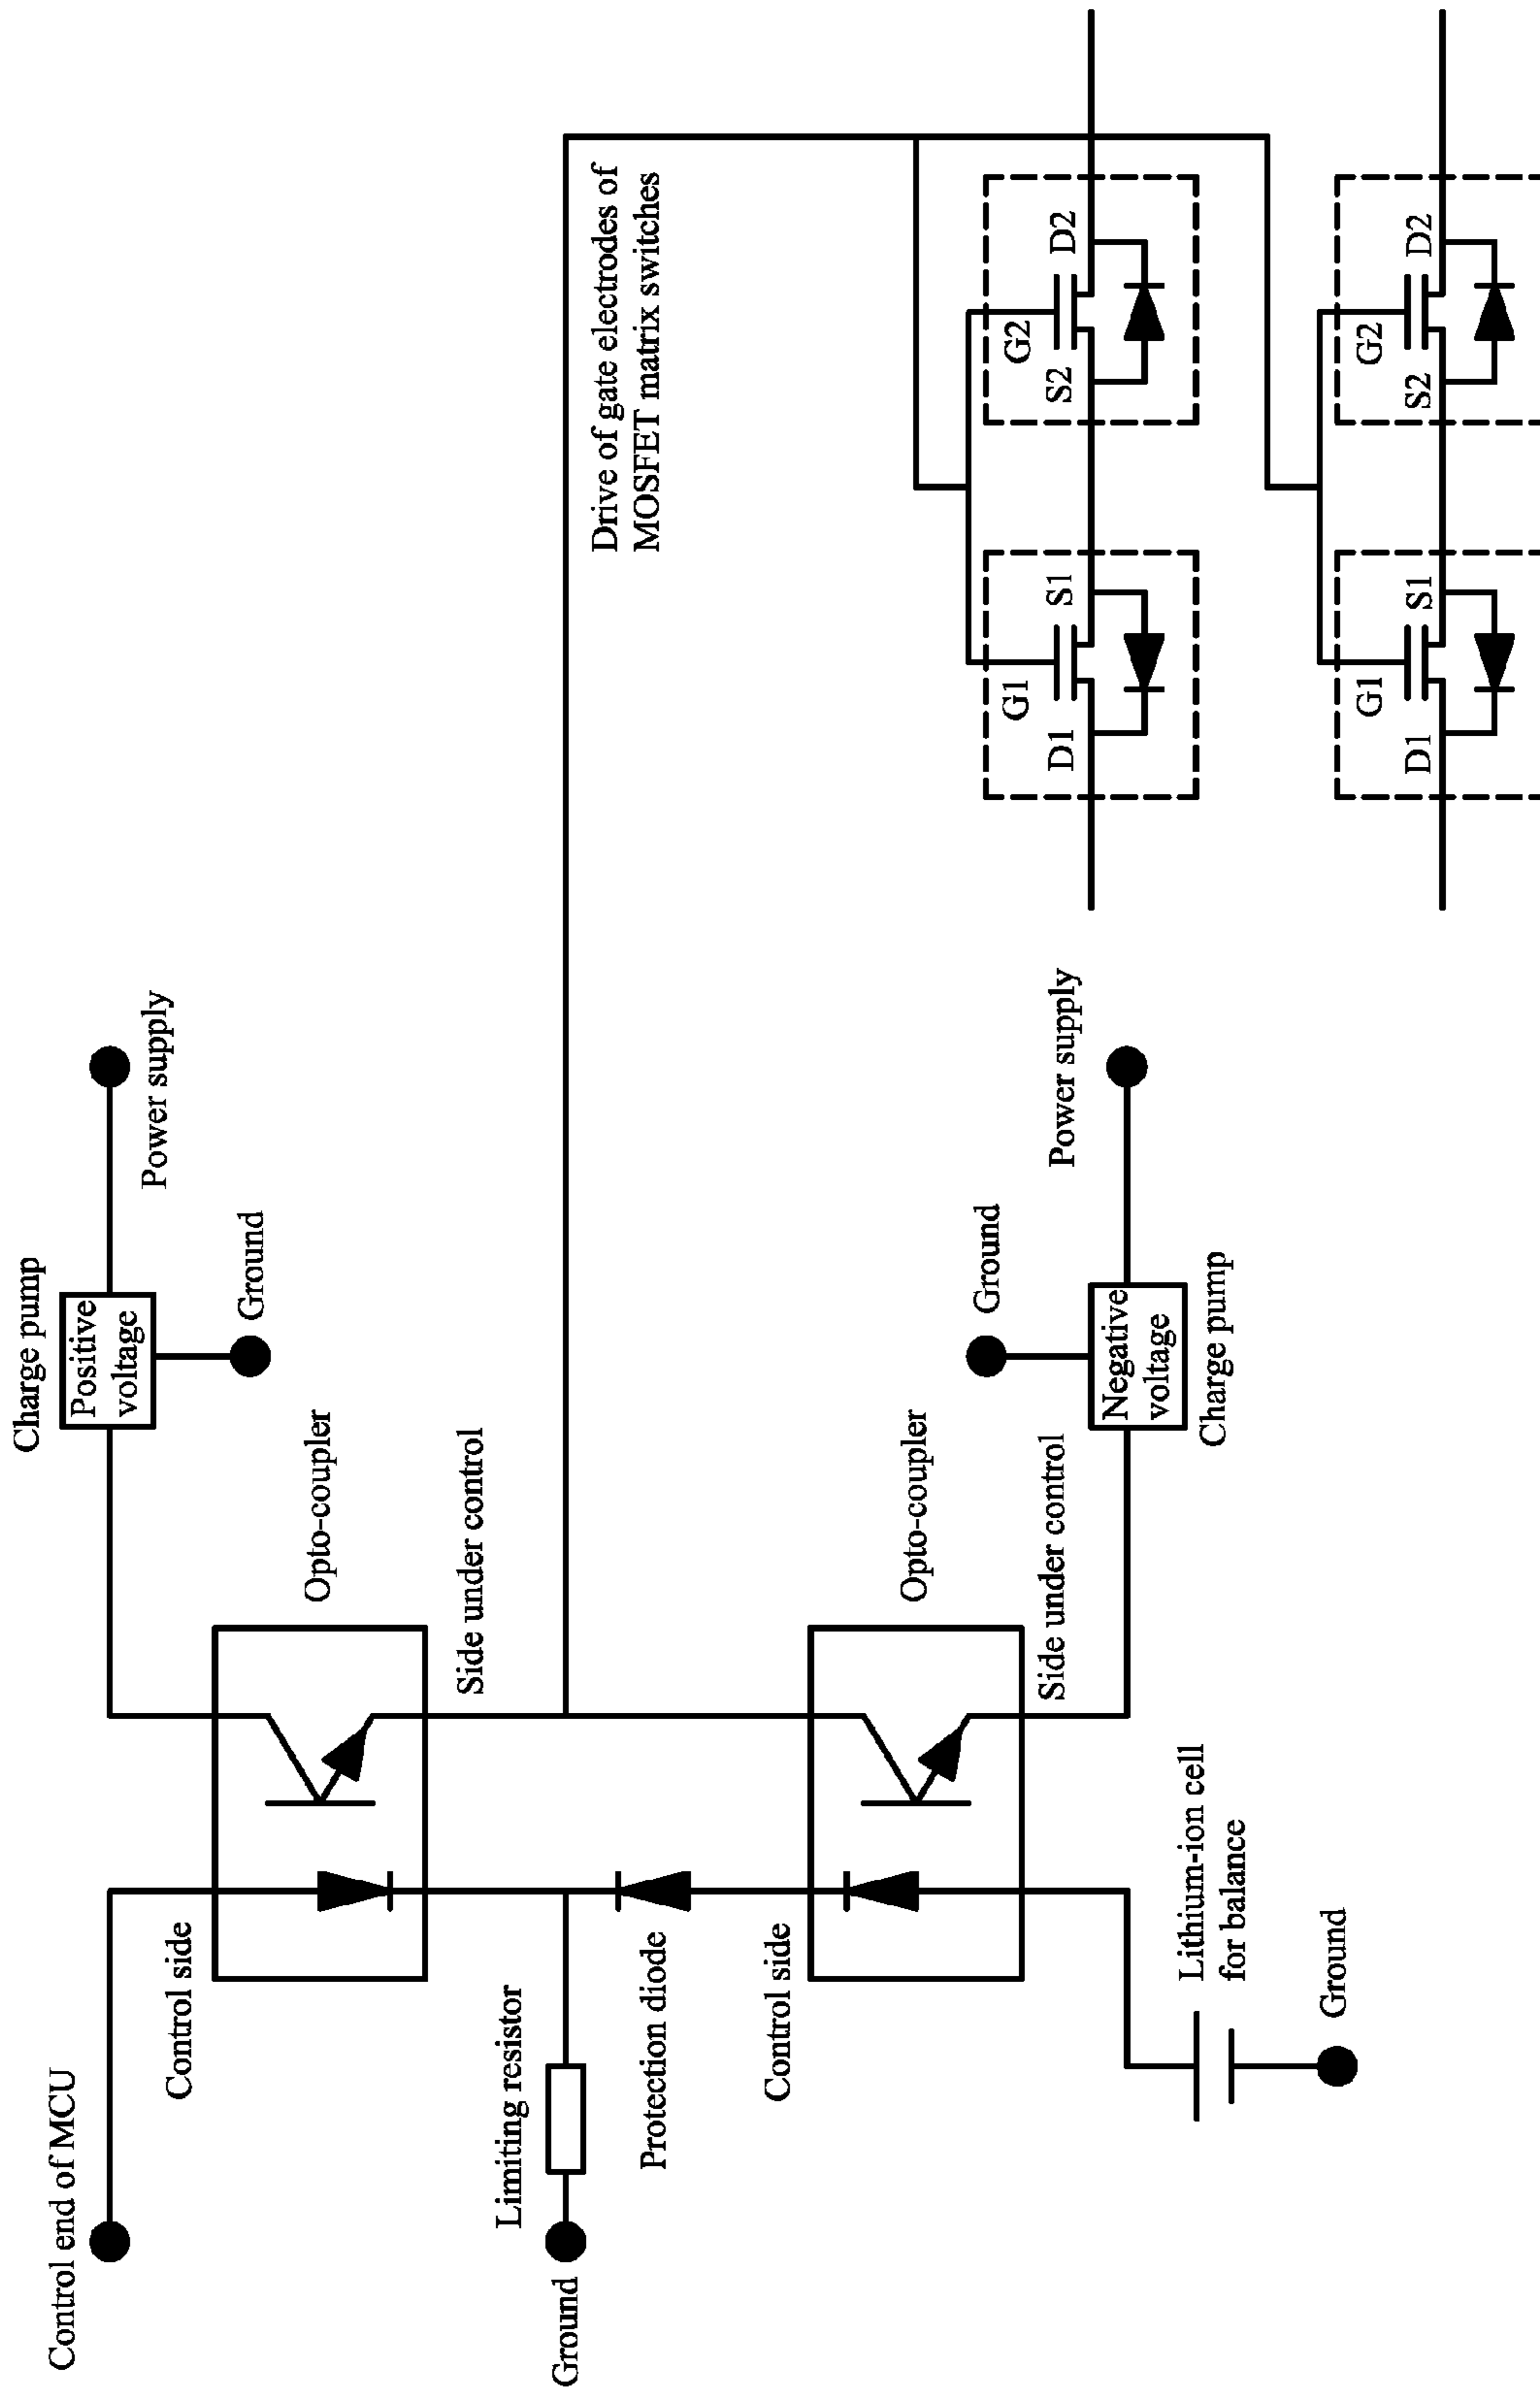 Control end of MCU
Charge pump
Positive
voltage
Power supply
Ground
Control side
Opto-coupler
Side under control
Limiting resistor
Ground
Protection diode
Drive of gate electrodes of
MOSFET matrix switches
Control side
Opto-coupler
Side under control
Ground
Power supply
Negative
voltage
Charge pump
Lithium-ion cell
for balance
Ground
G1
D1
S1
G2
S2
D2
G1
D1
S1
G2
S2
D2